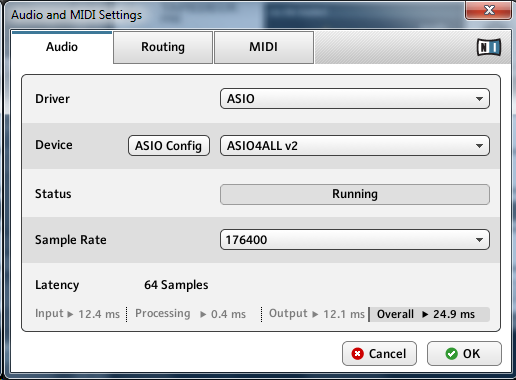 Audio and MIDI Settings
Audio Routing MIDI NI
Driver ASIO
Device ASIO Config ASIO4ALL v2
Status Running
Sample Rate 176400
Latency 64 Samples
Input ▶ 12.4 ms Processing ▶ 0.4 ms Output ▶ 12.1 ms Overall ▶ 24.9 ms
Cancel OK